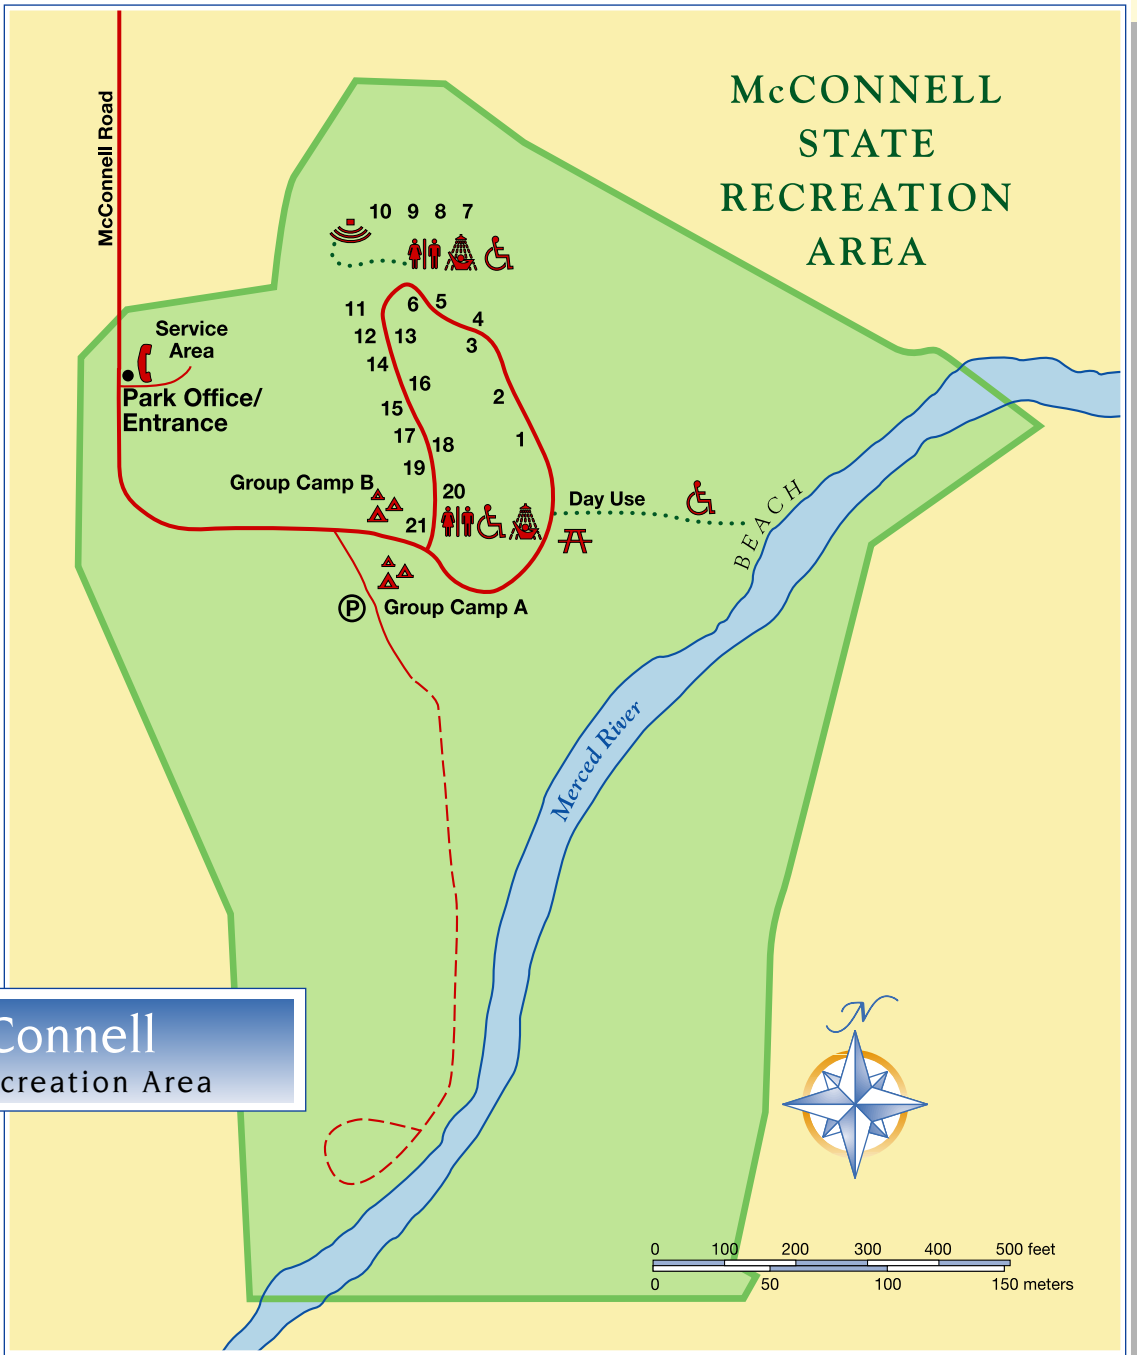 McCONNELL
STATE
RECREATION
AREA
McConnell Road
10 9 8 7
11
6
5
4
12
13
3
14
16
2
15
17
18
1
19
20
21
Service
Area
Park Office/
Entrance
Group Camp B
Day Use
BEACH
P
Group Camp A
Merced River
Connell
creation Area
N
0 100 200 300 400 500 feet
0 50 100 150 meters